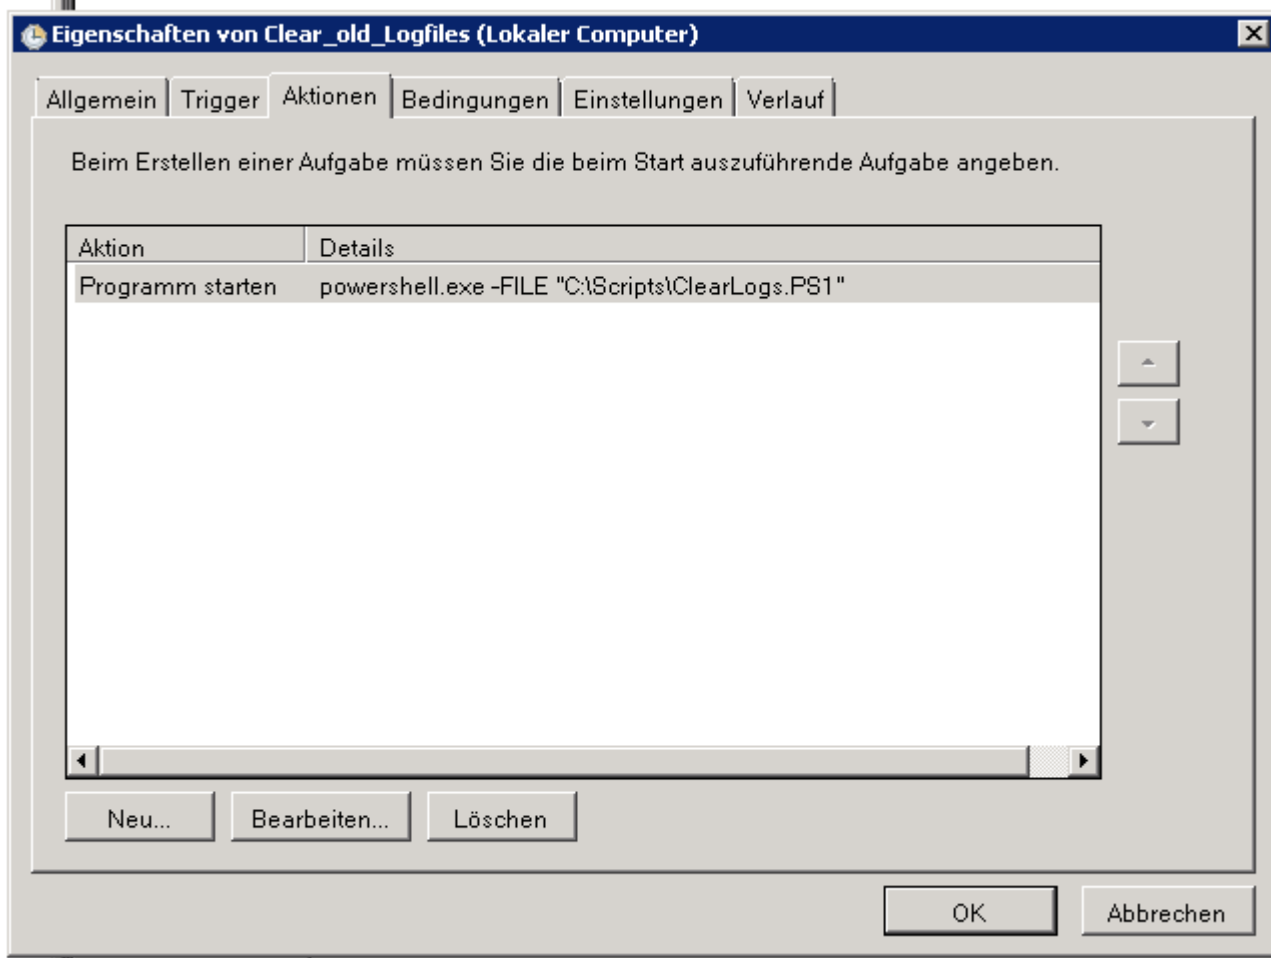 Eigenschaften von Clear_old_Logfiles (Lokaler Computer)
Allgemein Trigger Aktionen Bedingungen Einstellungen Verlauf
Beim Erstellen einer Aufgabe müssen Sie die beim Start auszuführende Aufgabe angeben.
Aktion Details
Programm starten powershell.exe -FILE "C:\Scripts\ClearLogs.PS1"
Neu... Bearbeiten... Löschen
OK Abbrechen